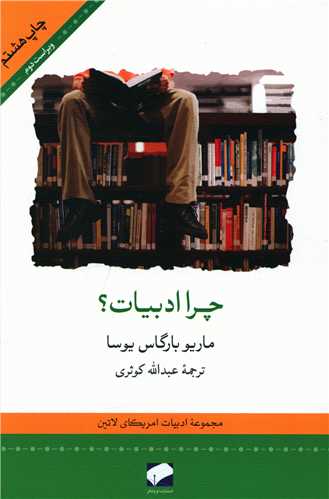 چاپ هشتم
ویراست دوم
چرا ادبیات؟
ماریو بارگاس یوسا
ترجمهٔ عبدالله کوثری
مجموعهٔ ادبیات امریکای لاتین